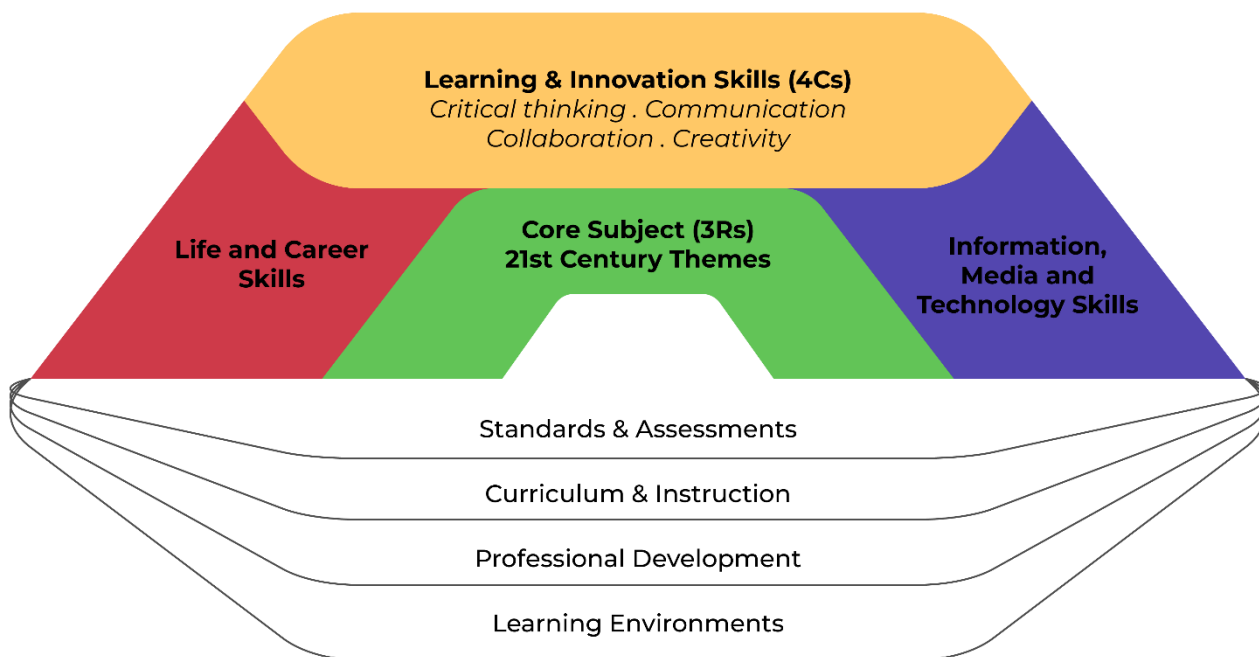 Learning & Innovation Skills (4Cs)
Critical thinking . Communication
Collaboration . Creativity
Life and Career
Skills
Core Subject (3Rs)
21st Century Themes
Information,
Media and
Technology Skills
Standards & Assessments
Curriculum & Instruction
Professional Development
Learning Environments